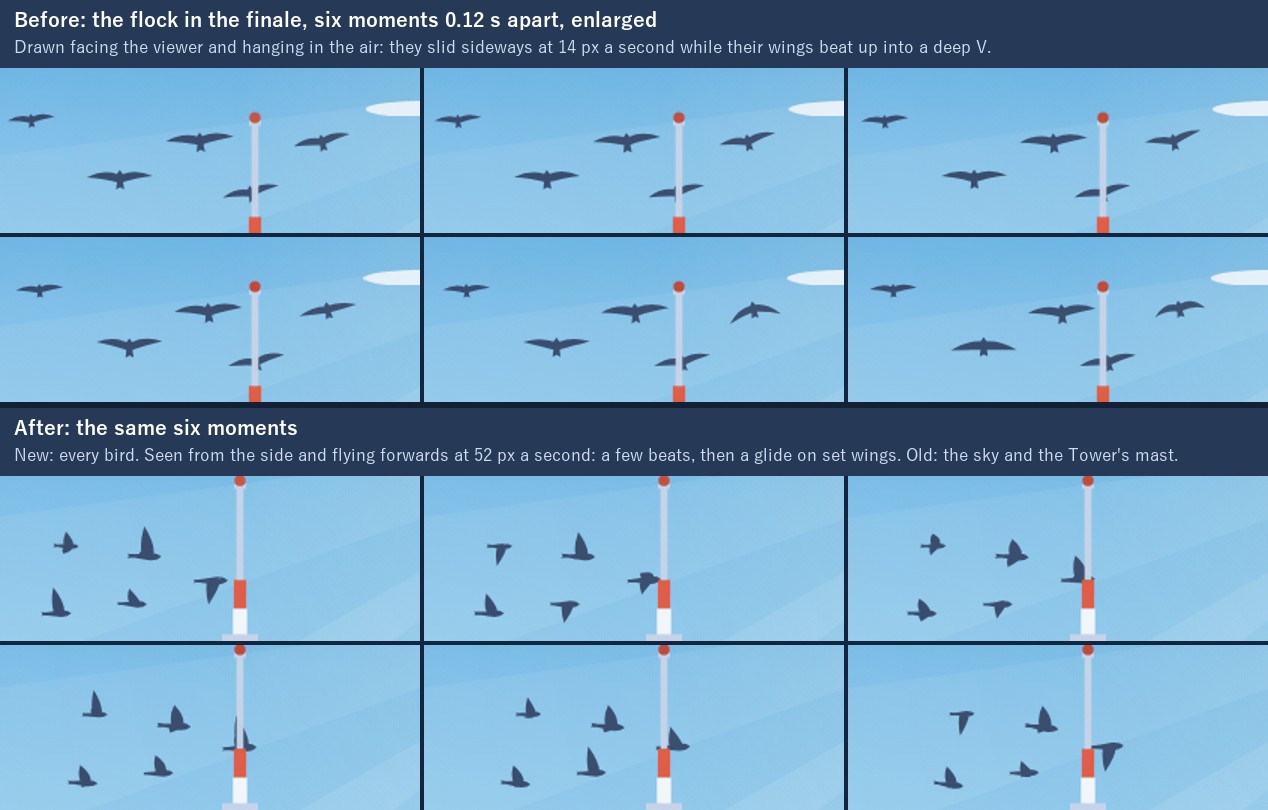 Before: the flock in the finale, six moments 0.12 s apart, enlarged
Drawn facing the viewer and hanging in the air: they slid sideways at 14 px a second while their wings beat up into a deep V.
After: the same six moments
New: every bird. Seen from the side and flying forwards at 52 px a second: a few beats, then a glide on set wings. Old: the sky and the Tower's mast.